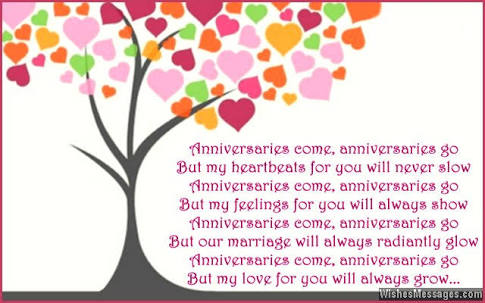 Anniversaries come, anniversaries go
But my heartbeats for you will never slow
Anniversaries come, anniversaries go
But my feelings for you will always show
Anniversaries come, anniversaries go
But our marriage will always radiantly glow
Anniversaries come, anniversaries go
But my love for you will always grow...
WishesMessages.com